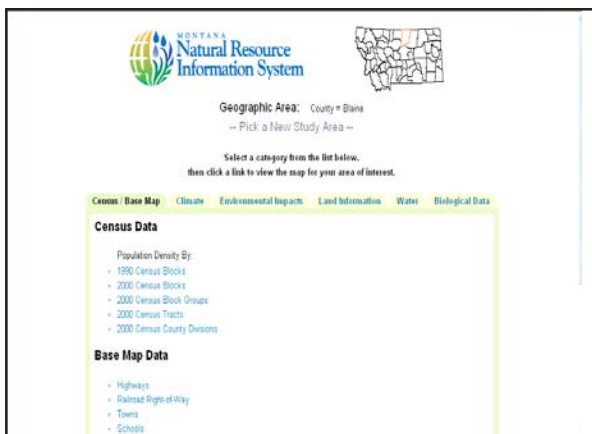 MONTANA
Natural Resource
Information System
Geographic Area: County = Blaine
-- Pick a New Study Area --
Select a category from the list below,
then click a link to view the map for your area of interest.
Census / Base Map Climate Environmental Impacts Land Information Water Biological Data
Census Data
Population Density By:
1990 Census Blocks
2000 Census Blocks
2000 Census Block Groups
2000 Census Tracts
2000 Census County Divisions
Base Map Data
Highways
Railroad Right-of-Way
Towns
Schools